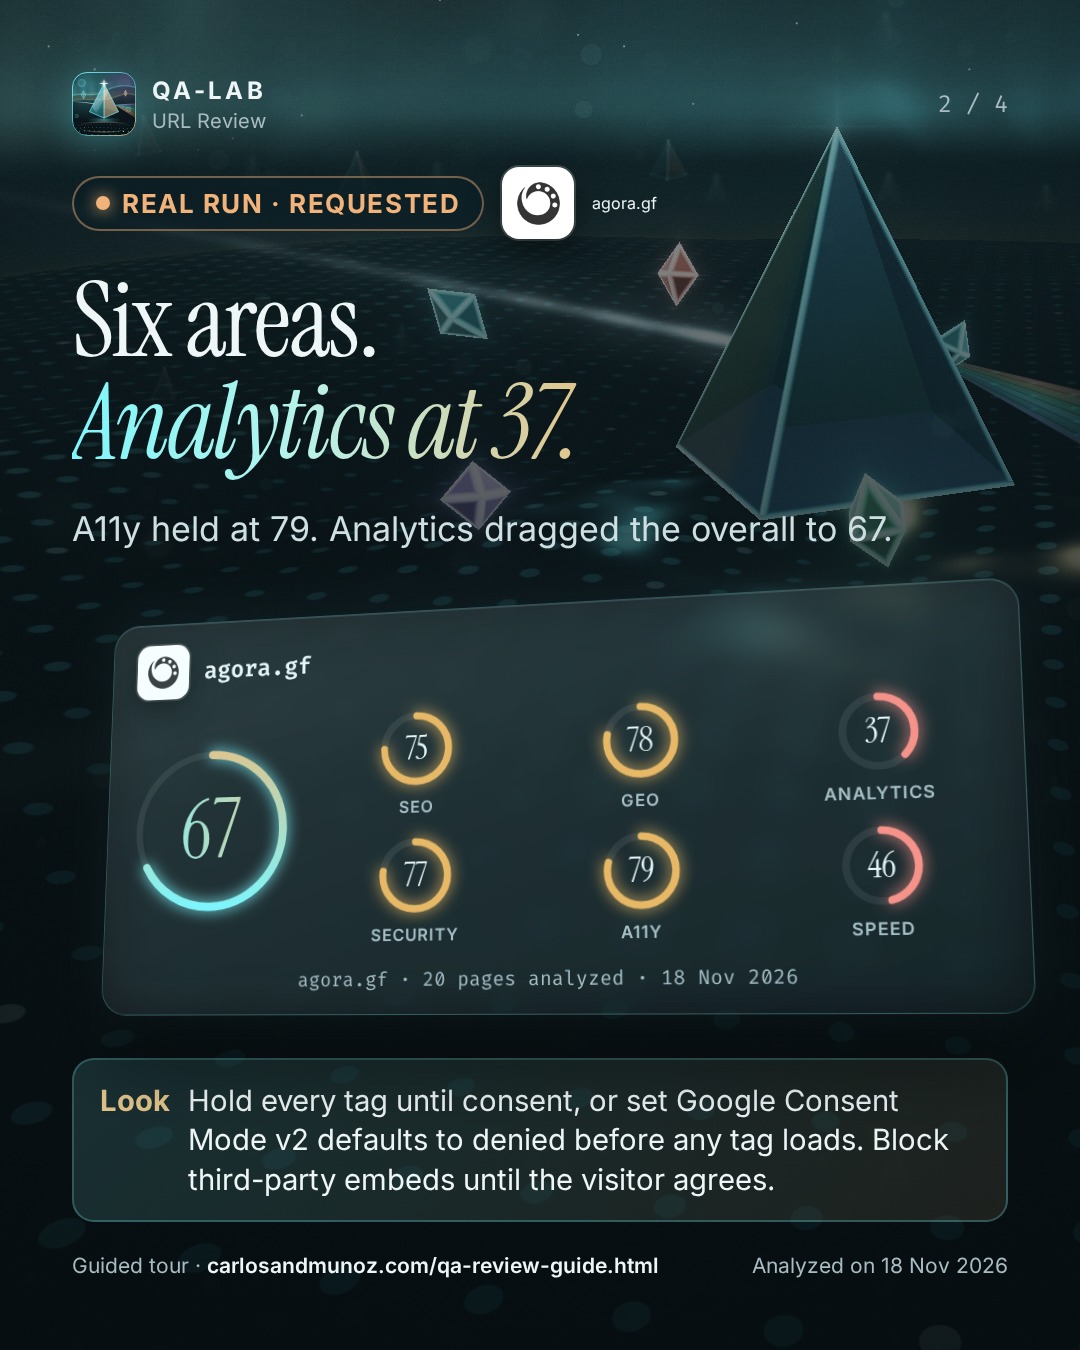 QA-LAB
URL Review
2 / 4
REAL RUN · REQUESTED
agora.gf
Six areas.
Analytics at 37.
A11y held at 79. Analytics dragged the overall to 67.
agora.gf
67
75
SEO
78
GEO
37
ANALYTICS
77
SECURITY
79
A11Y
46
SPEED
agora.gf · 20 pages analyzed · 18 Nov 2026
Look Hold every tag until consent, or set Google Consent
Mode v2 defaults to denied before any tag loads. Block
third-party embeds until the visitor agrees.
Guided tour · carlosandmunoz.com/qa-review-guide.html
Analyzed on 18 Nov 2026